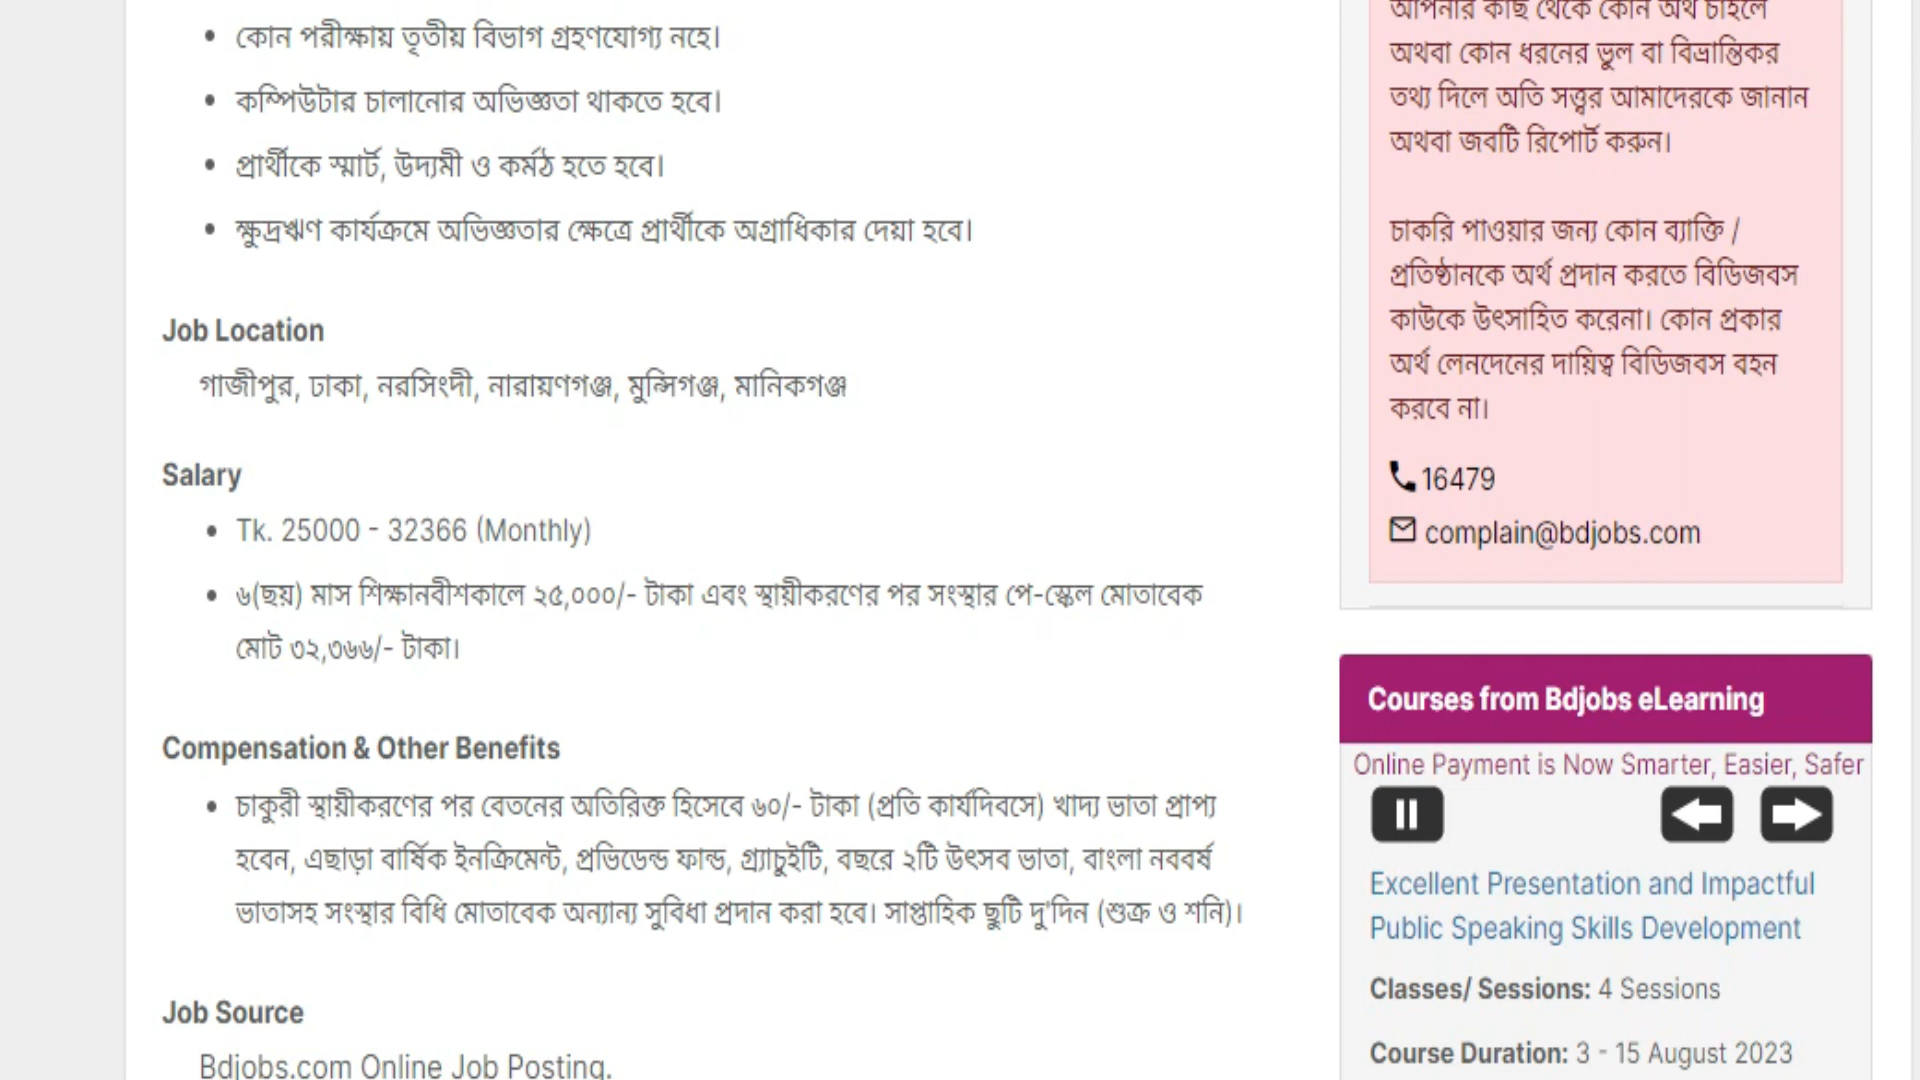 কোন পরীক্ষায় তৃতীয় বিভাগ গ্রহণযোগ্য নহে।
কম্পিউটার চালানোর অভিজ্ঞতা থাকতে হবে।
প্রার্থীকে স্মার্ট, উদ্যমী ও কর্মঠ হতে হবে।
ক্ষুদ্রঋণ কার্যক্রমে অভিজ্ঞতার ক্ষেত্রে প্রার্থীকে অগ্রাধিকার দেয়া হবে।
Job Location
গাজীপুর, ঢাকা, নরসিংদী, নারায়ণগঞ্জ, মুন্সিগঞ্জ, মানিকগঞ্জ
Salary
Tk. 25000 - 32366 (Monthly)
৬(ছয়) মাস শিক্ষানবীশকালে ২৫,০০০/- টাকা এবং স্থায়ীকরণের পর সংস্থার পে-স্কেল মোতাবেক
মোট ৩২,৩৬৬/- টাকা।
Compensation & Other Benefits
চাকুরী স্থায়ীকরণের পর বেতনের অতিরিক্ত হিসেবে ৬০/- টাকা (প্রতি কার্যদিবসে) খাদ্য ভাতা প্রাপ্য
হবেন, এছাড়া বার্ষিক ইনক্রিমেন্ট, প্রভিডেন্ড ফান্ড, গ্র্যাচুইটি, বছরে ২টি উৎসব ভাতা, বাংলা নববর্ষ
ভাতাসহ সংস্থার বিধি মোতাবেক অন্যান্য সুবিধা প্রদান করা হবে। সাপ্তাহিক ছুটি দু'দিন (শুক্র ও শনি)।
Job Source
Bdjobs.com Online Job Posting.
আপনার কাছ থেকে কোন অর্থ চাইলে
অথবা কোন ধরনের ভুল বা বিভ্রান্তিকর
তথ্য দিলে অতি সত্ত্বর আমাদেরকে জানান
অথবা জবটি রিপোর্ট করুন।
চাকরি পাওয়ার জন্য কোন ব্যাক্তি /
প্রতিষ্ঠানকে অর্থ প্রদান করতে বিডিজবস
কাউকে উৎসাহিত করেনা। কোন প্রকার
অর্থ লেনদেনের দায়িত্ব বিডিজবস বহন
করবে না।
16479
complain@bdjobs.com
Courses from Bdjobs eLearning
Online Payment is Now Smarter, Easier, Safer
Excellent Presentation and Impactful
Public Speaking Skills Development
Classes/ Sessions: 4 Sessions
Course Duration: 3 - 15 August 2023